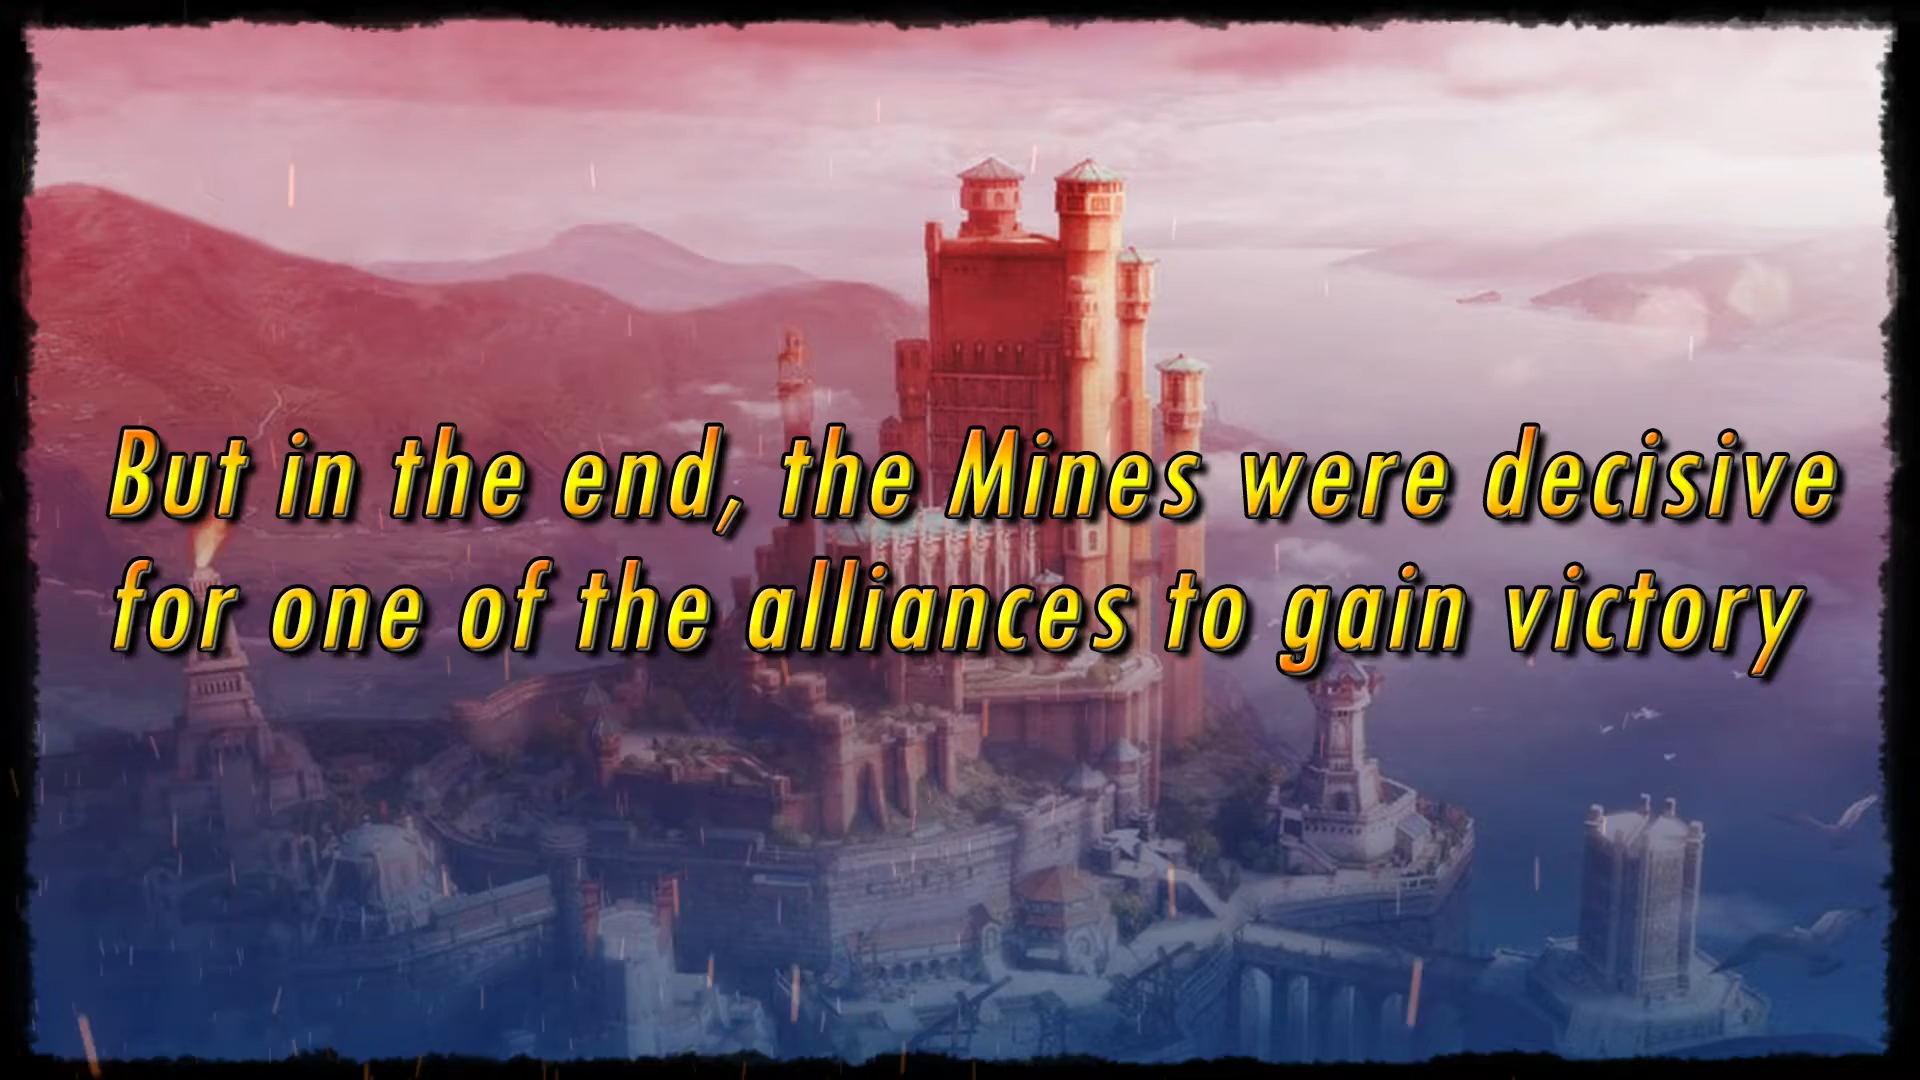 But in the end, the Mines were decisive
for one of the alliances to gain victory